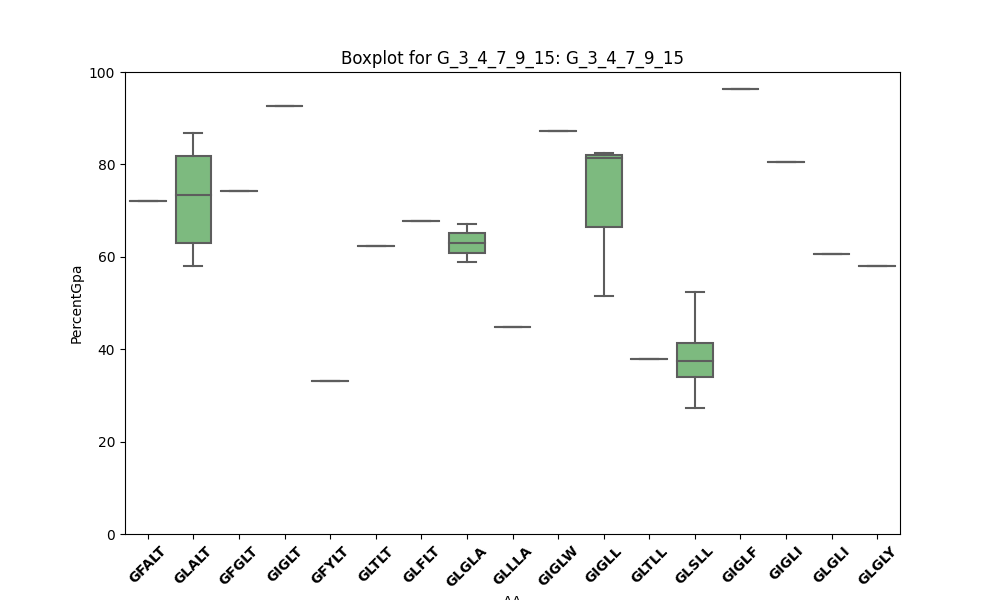 Boxplot for G_3_4_7_9_15: G_3_4_7_9_15
PercentGpa
100
80
60
40
20
0
GFALT
GLALT
GFGLT
GIGLT
GFYLT
GLTLT
GLFLT
GLGLA
GLLLA
GIGLW
GIGLL
GLTLL
GLSLL
GIGLF
GIGLI
GLGLI
GLGLY
AA